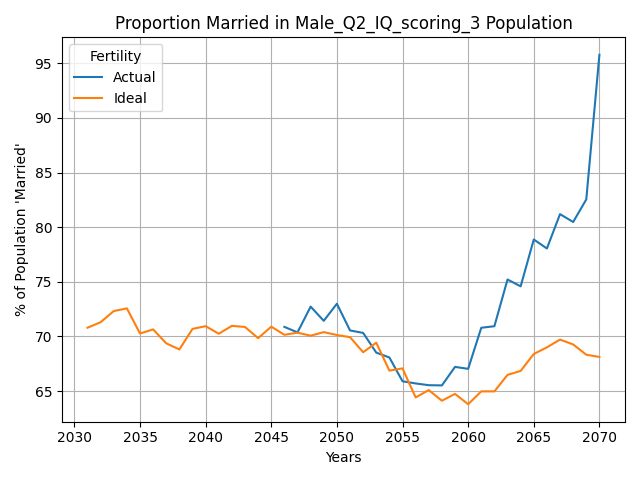 Proportion Married in Male_Q2_IQ_scoring_3 Population
Fertility
Actual
Ideal
% of Population 'Married'
95
90
85
80
75
70
65
2030 2035 2040 2045 2050 2055 2060 2065 2070
Years